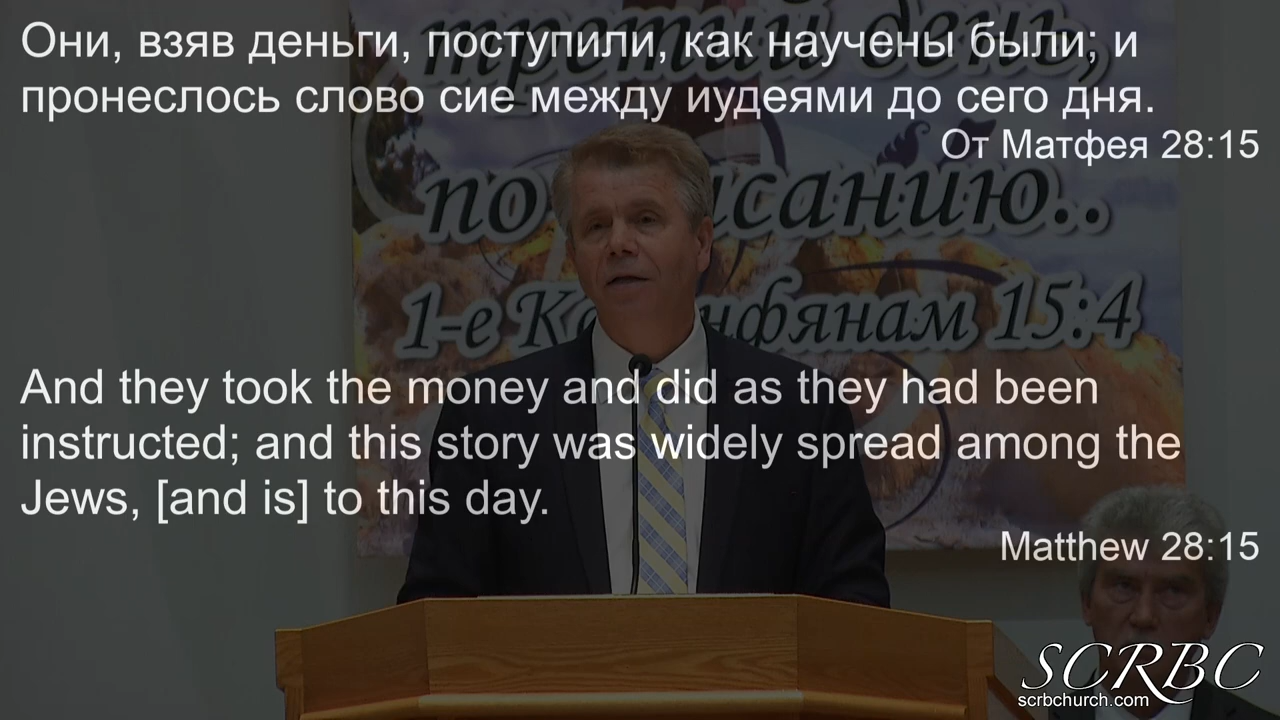 Они, взяв деньги, поступили, как научены были; и
пронеслось слово сие между иудеями до сего дня.
От Матфея 28:15
третий день,
по
1-е
15:4
And they took the money and did as they had been
instructed; and this story was widely spread among the
Jews, [and is] to this day.
Matthew 28:15
SCRBC
scrbchurch.com